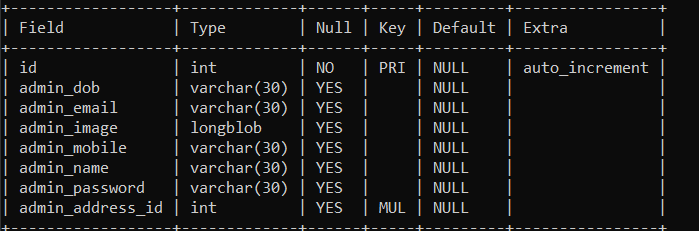 +-------------------+--------------+------+-----+---------+----------------+
| Field             | Type         | Null | Key | Default | Extra          |
+-------------------+--------------+------+-----+---------+----------------+
| id                | int          | NO   | PRI | NULL    | auto_increment |
| admin_dob         | varchar(30)  | YES  |     | NULL    |                |
| admin_email       | varchar(30)  | YES  |     | NULL    |                |
| admin_image       | longblob     | YES  |     | NULL    |                |
| admin_mobile      | varchar(30)  | YES  |     | NULL    |                |
| admin_name        | varchar(30)  | YES  |     | NULL    |                |
| admin_password    | varchar(30)  | YES  |     | NULL    |                |
| admin_address_id  | int          | YES  | MUL | NULL    |                |
+-------------------+--------------+------+-----+---------+----------------+